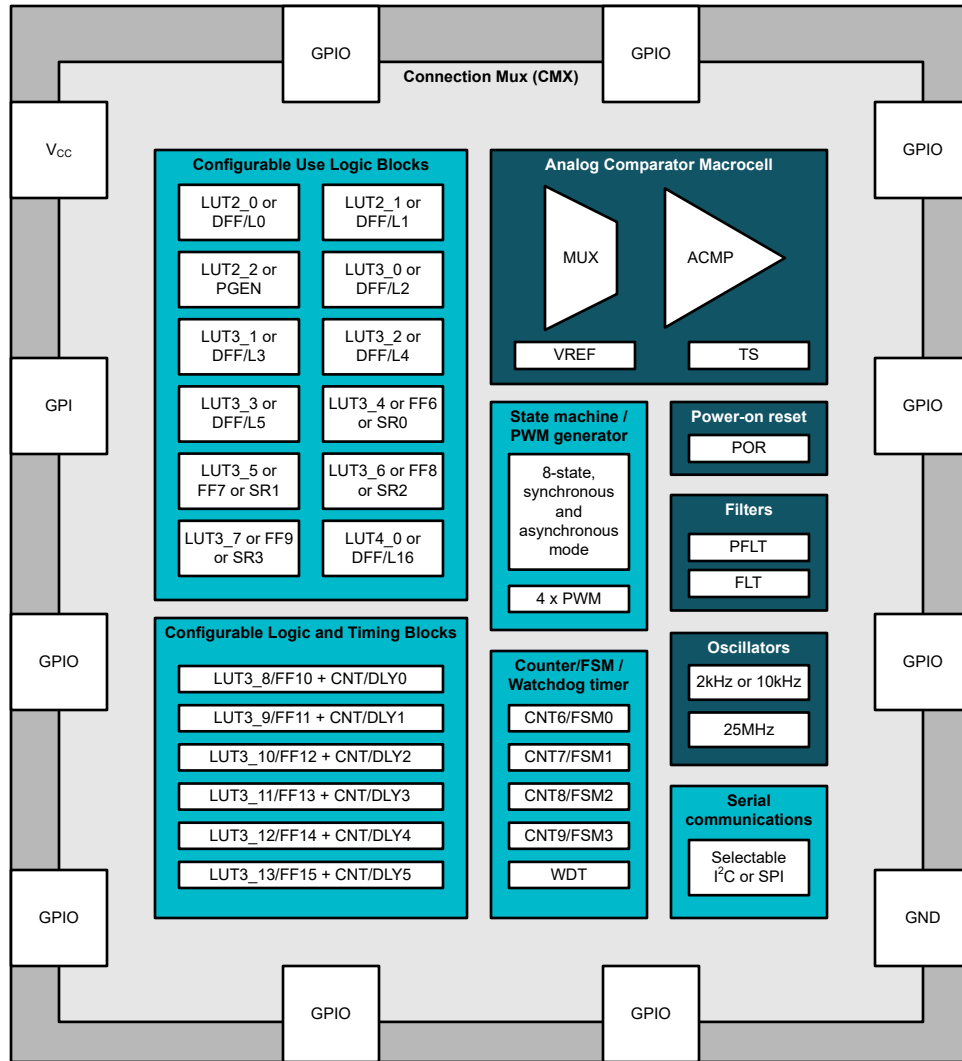 GPIO
GPIO
Connection Mux (CMX)
V_CC
GPIO
Configurable Use Logic Blocks
LUT2_0 or
DFF/L0
LUT2_1 or
DFF/L1
LUT2_2 or
PGEN
LUT3_0 or
DFF/L2
LUT3_1 or
DFF/L3
LUT3_2 or
DFF/L4
LUT3_3 or
DFF/L5
LUT3_4 or FF6
or SR0
LUT3_5 or
FF7 or SR1
LUT3_6 or FF8
or SR2
LUT3_7 or FF9
or SR3
LUT4_0 or
DFF/L16
Analog Comparator Macrocell
MUX
ACMP
VREF
TS
GPI
GPIO
State machine /
PWM generator
8-state,
synchronous
and
asynchronous
mode
4 x PWM
Power-on reset
POR
Filters
PFLT
FLT
Configurable Logic and Timing Blocks
LUT3_8/FF10 + CNT/DLY0
LUT3_9/FF11 + CNT/DLY1
LUT3_10/FF12 + CNT/DLY2
LUT3_11/FF13 + CNT/DLY3
LUT3_12/FF14 + CNT/DLY4
LUT3_13/FF15 + CNT/DLY5
Counter/FSM /
Watchdog timer
CNT6/FSM0
CNT7/FSM1
CNT8/FSM2
CNT9/FSM3
WDT
Oscillators
2kHz or 10kHz
25MHz
Serial
communications
Selectable
I²C or SPI
GPIO
GPIO
GPIO
GND
GPIO
GPIO